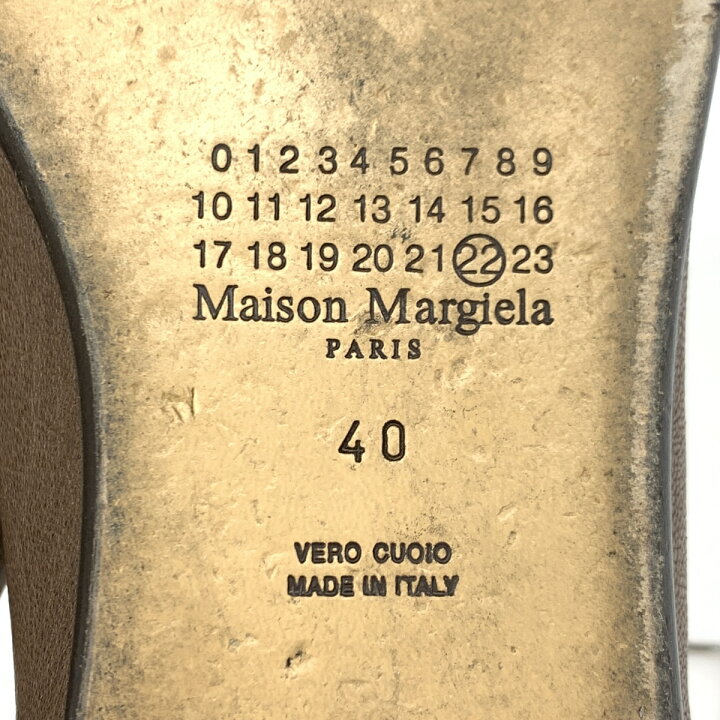 0 1 2 3 4 5 6 7 8 9
10 11 12 13 14 15 16
17 18 19 20 21 22 23
Maison Margiela
PARIS
40
VERO CUOIO
MADE IN ITALY